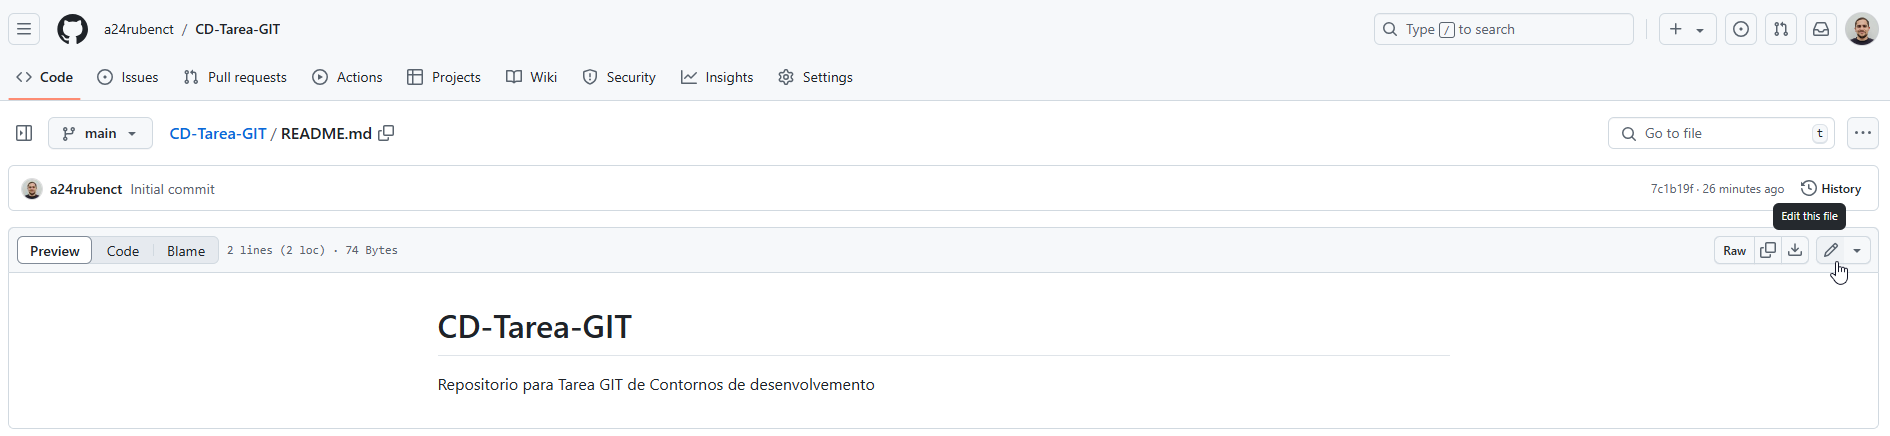 a24rubenct / CD-Tarea-GIT
Type / to search
Code Issues Pull requests Actions Projects Wiki Security Insights Settings
main
CD-Tarea-GIT / README.md
Go to file t
a24rubenct Initial commit
7c1b19f · 26 minutes ago History
Edit this file
Preview Code Blame 2 lines (2 loc) · 74 Bytes
Raw
CD-Tarea-GIT
Repositorio para Tarea GIT de Contornos de desenvolvemento